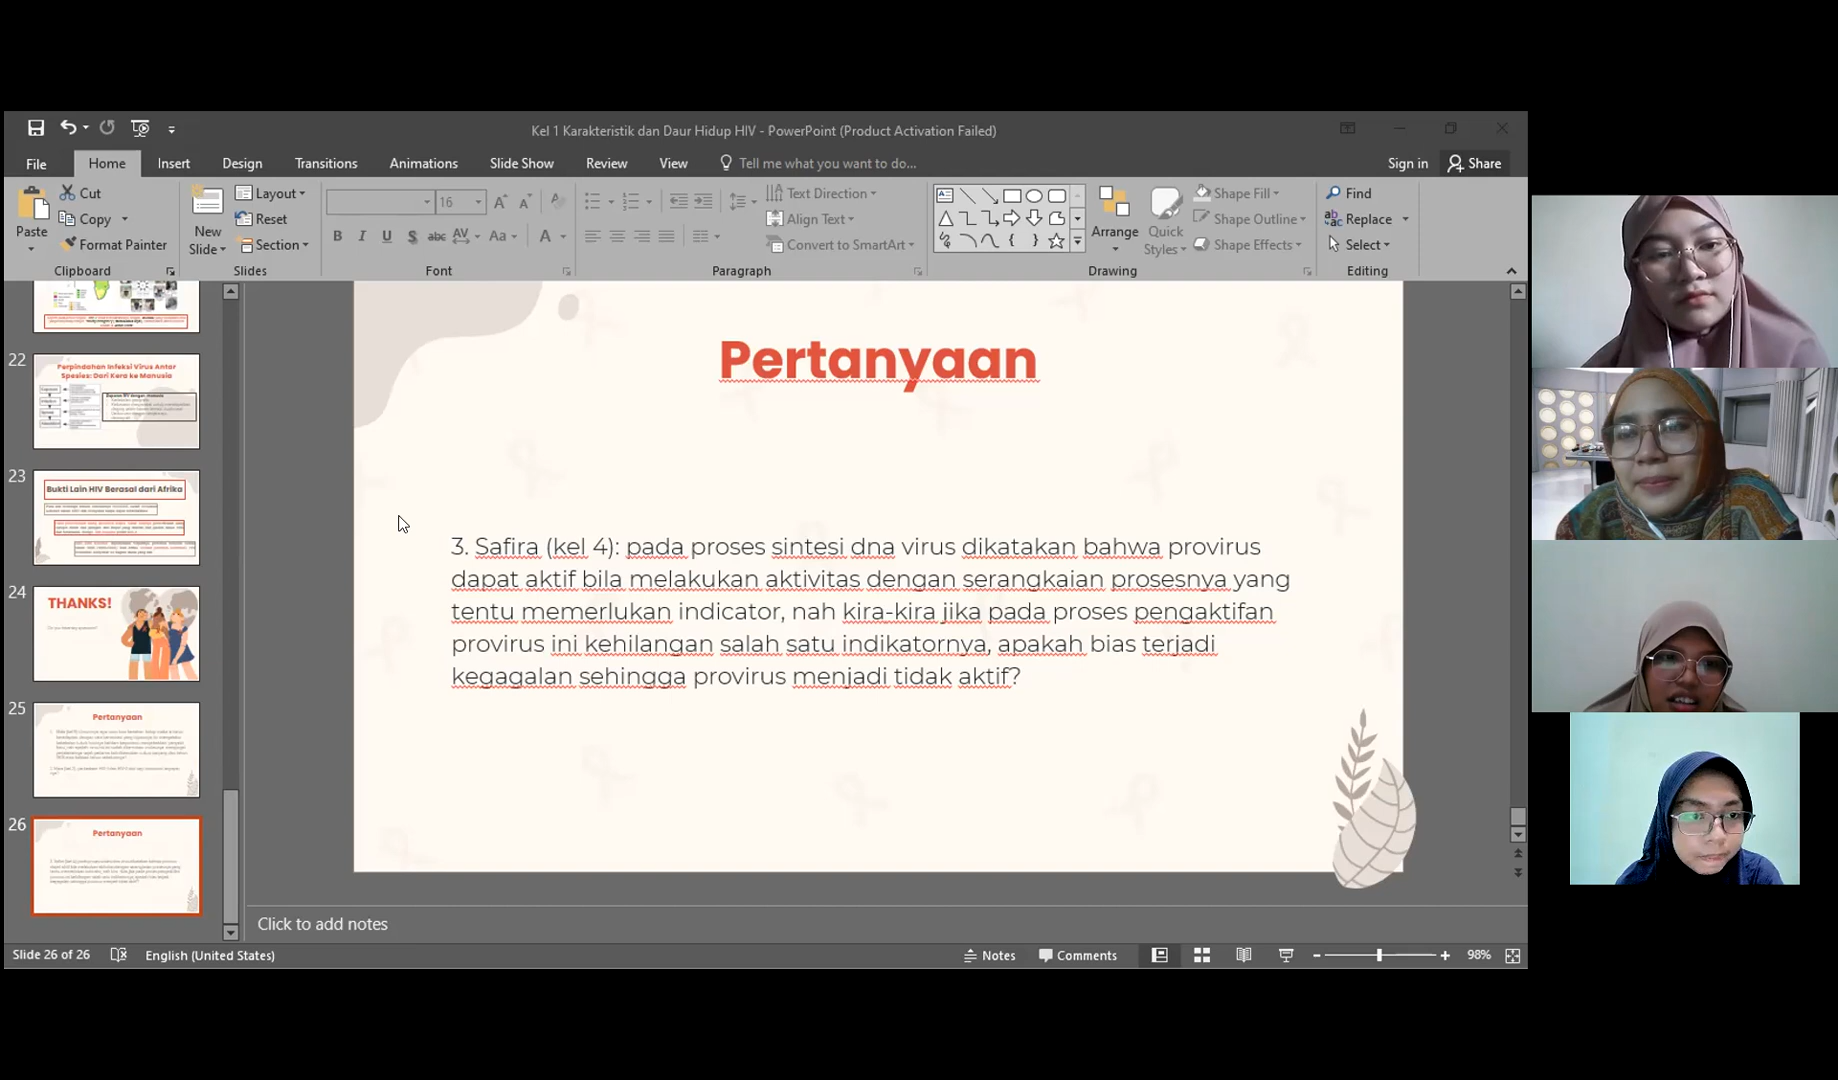 Kel 1 Karakteristik dan Daur Hidup HIV - PowerPoint (Product Activation Failed)
File Home Insert Design Transitions Animations Slide Show Review View Tell me what you want to do... Sign in Share
Paste
Cut
Copy
Format Painter
Clipboard
New Slide
Layout
Reset
Section
Slides
16
B I U S abc AV Aa A
Font
Text Direction
Align Text
Convert to SmartArt
Paragraph
Arrange
Quick Styles
Shape Fill
Shape Outline
Shape Effects
Drawing
Find
Replace
Select
Editing
22
Perpindahan Infeksi Virus Antar
Spesies: Dari Kera ke Manusia
23
Bukti Lain HIV Berasal dari Afrika
24
THANKS!
25
Pertanyaan
26
Pertanyaan
Pertanyaan
3. Safira (kel 4): pada proses sintesi dna virus dikatakan bahwa provirus
dapat aktif bila melakukan aktivitas dengan serangkaian prosesnya yang
tentu memerlukan indicator, nah kira-kira jika pada proses pengaktifan
provirus ini kehilangan salah satu indikatornya, apakah bias terjadi
kegagalan sehingga provirus menjadi tidak aktif?
Click to add notes
Slide 26 of 26 English (United States) Notes Comments 98%